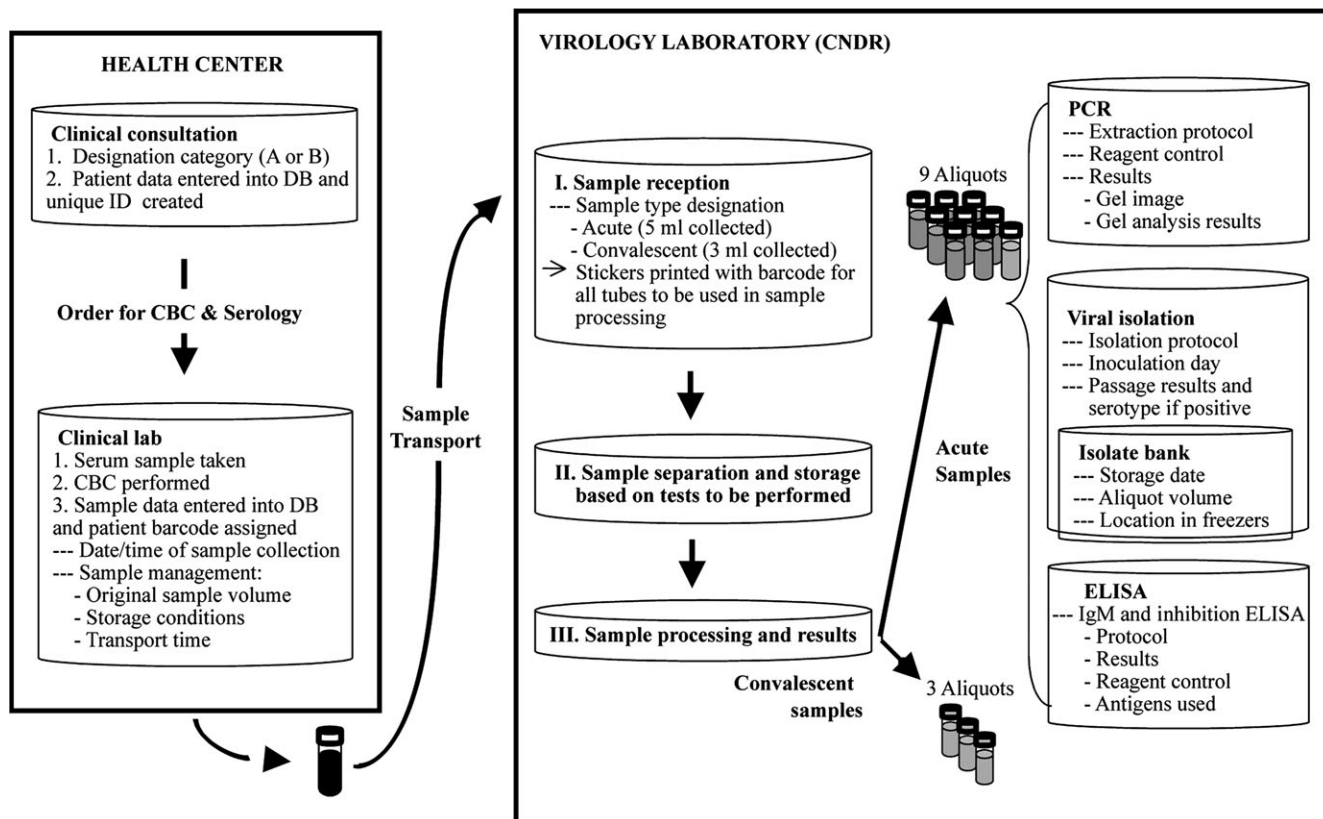 HEALTH CENTER
Clinical consultation
1. Designation category (A or B)
2. Patient data entered into DB and
unique ID created
Order for CBC & Serology
Clinical lab
1. Serum sample taken
2. CBC performed
3. Sample data entered into DB
and patient barcode assigned
--- Date/time of sample collection
--- Sample management:
- Original sample volume
- Storage conditions
- Transport time
Sample
Transport
VIROLOGY LABORATORY (CNDR)
I. Sample reception
--- Sample type designation
- Acute (5 ml collected)
- Convalescent (3 ml collected)
→ Stickers printed with barcode for
all tubes to be used in sample
processing
II. Sample separation and storage
based on tests to be performed
III. Sample processing and results
Acute
Samples
Convalescent
samples
9 Aliquots
3 Aliquots
PCR
--- Extraction protocol
--- Reagent control
--- Results
- Gel image
- Gel analysis results
Viral isolation
--- Isolation protocol
--- Inoculation day
--- Passage results and
serotype if positive
Isolate bank
--- Storage date
--- Aliquot volume
--- Location in freezers
ELISA
--- IgM and inhibition ELISA
- Protocol
- Results
- Reagent control
- Antigens used